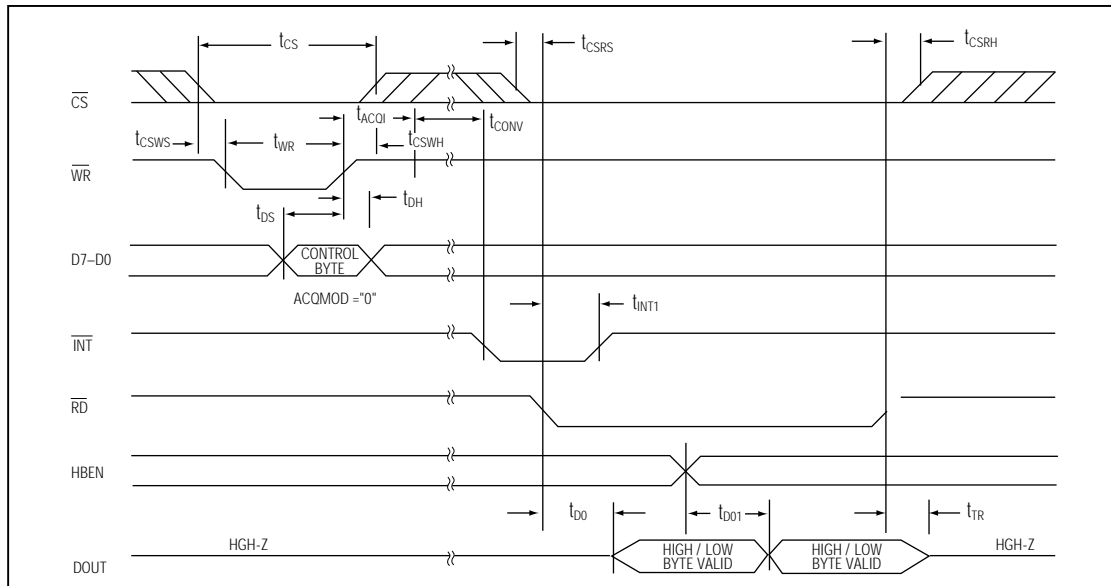 tCS
tCSRS
tCSRH
CS
tACQI
tCONV
tCSWS
tWR
tCSWH
WR
tDS
tDH
D7–D0
CONTROL
BYTE
ACQMOD ="0"
tINT1
INT
RD
HBEN
tD0
tD01
tTR
HGH-Z
HIGH / LOW
BYTE VALID
HIGH / LOW
BYTE VALID
HGH-Z
DOUT